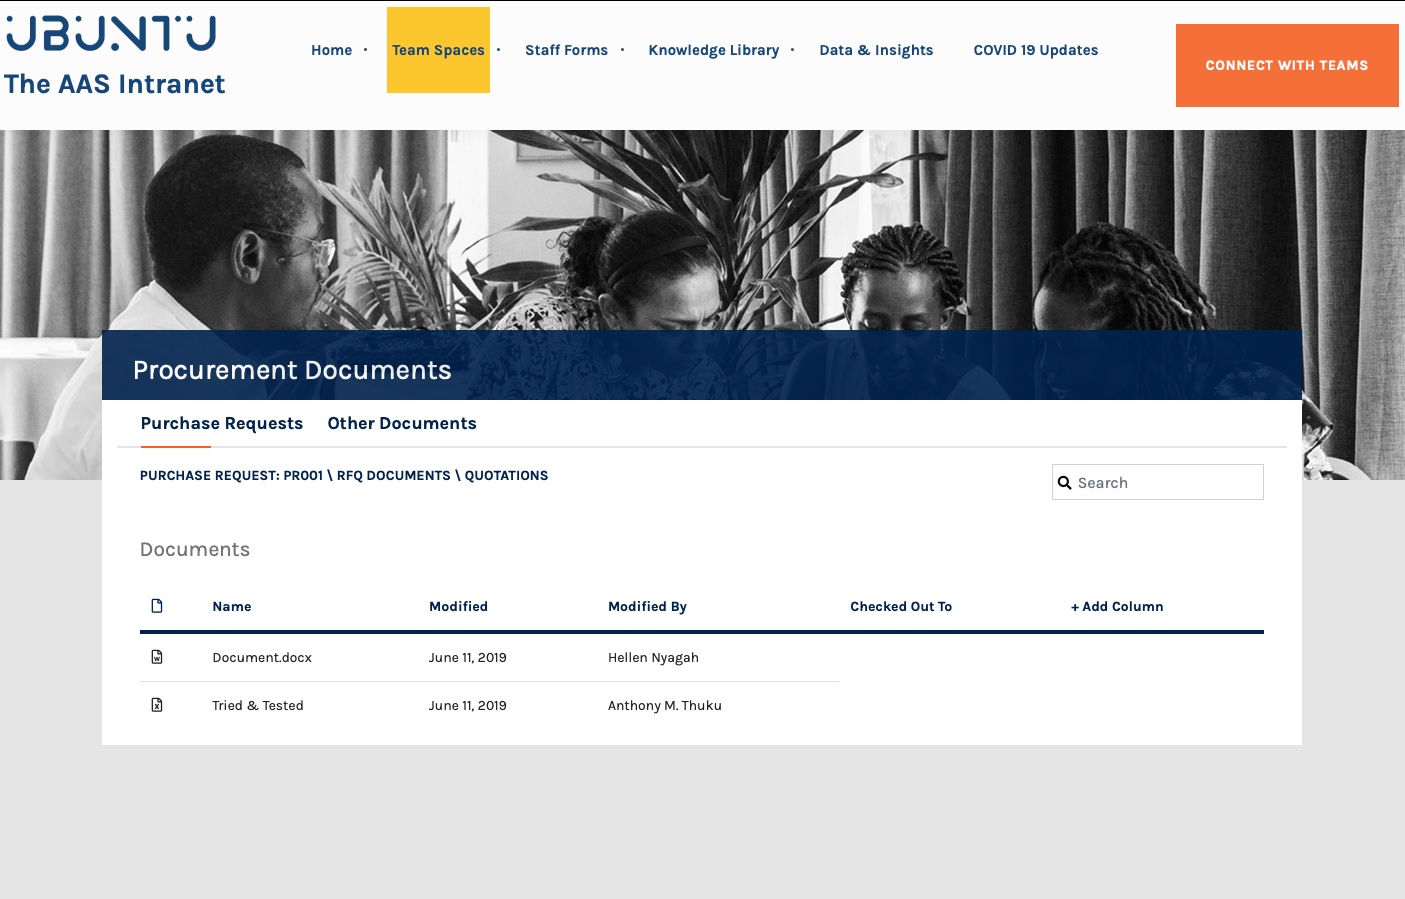 UBUNTU
The AAS Intranet
Home
Team Spaces
Staff Forms
Knowledge Library
Data & Insights
COVID 19 Updates
CONNECT WITH TEAMS
Procurement Documents
Purchase Requests
Other Documents
PURCHASE REQUEST: PR001 \ RFQ DOCUMENTS \ QUOTATIONS
Search
Documents
Name
Modified
Modified By
Checked Out To
+ Add Column
Document.docx
June 11, 2019
Hellen Nyagah
Tried & Tested
June 11, 2019
Anthony M. Thuku